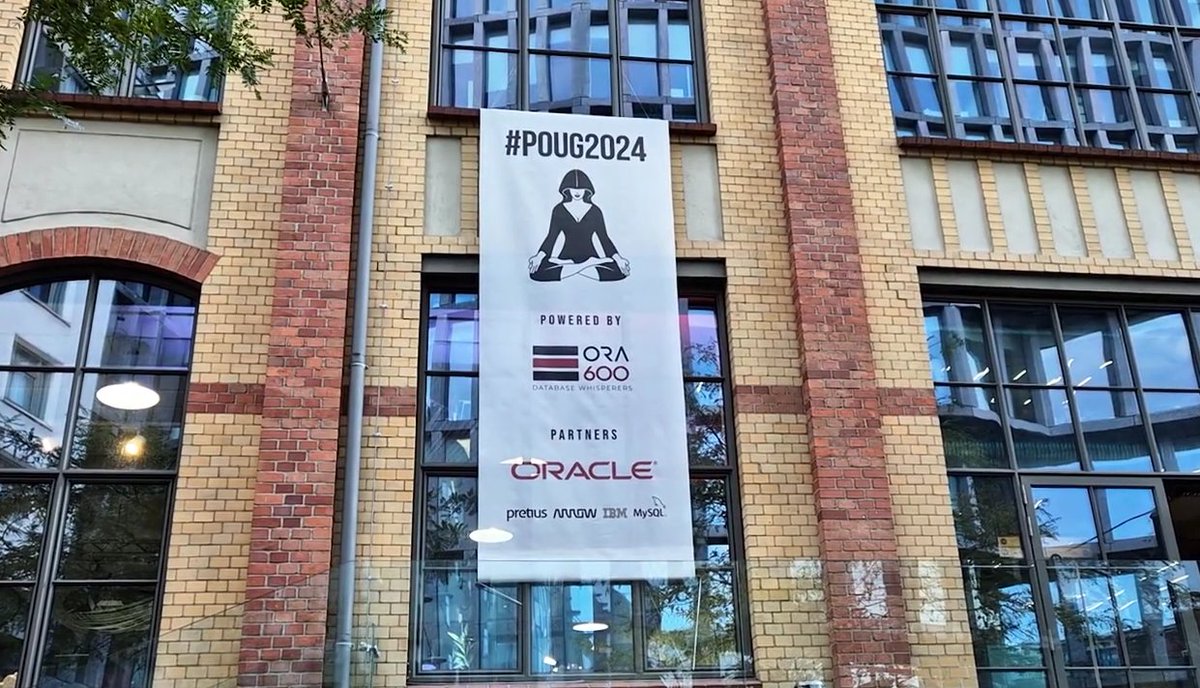 #POUG2024
POWERED BY
ORA
600
DATABASE WHISPERERS
PARTNERS
ORACLE®
pretius ARROW IBM MySQL